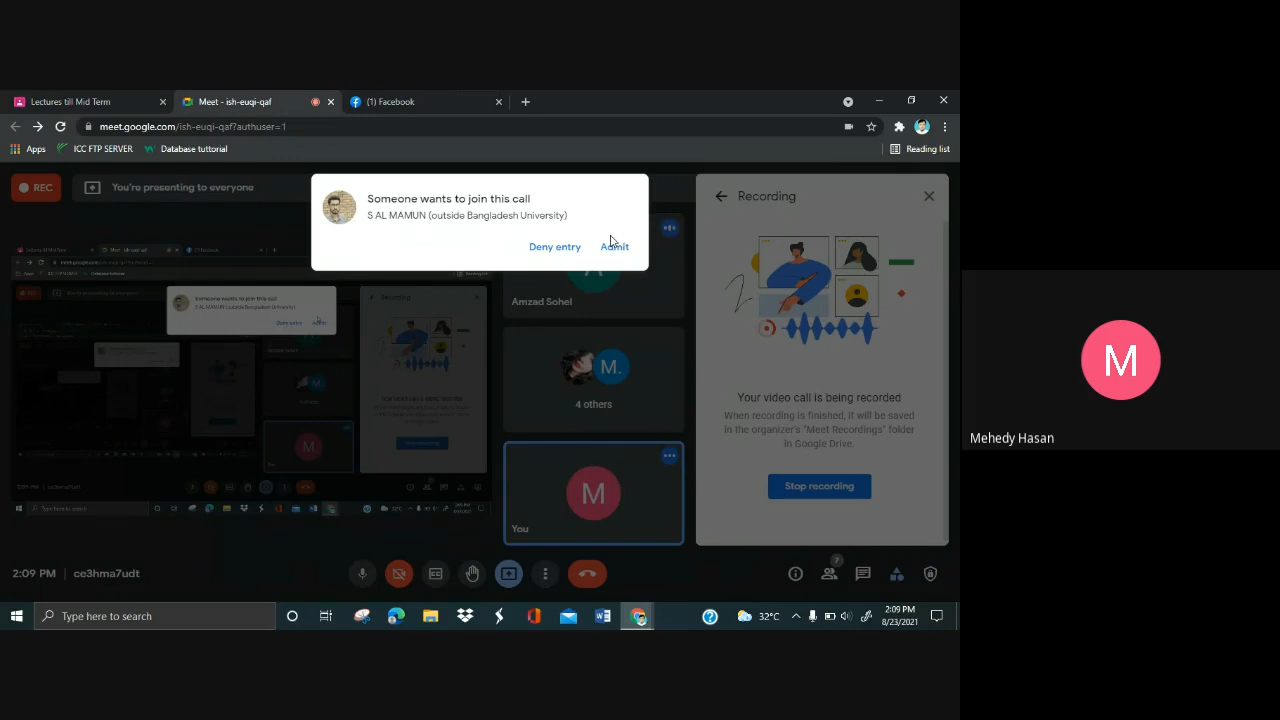 Lectures till Mid Term
Meet - ish-euqi-qaf
(1) Facebook
meet.google.com/ish-euqi-qaf?authuser=1
Apps
ICC FTP SERVER
Database tuttorial
Reading list
REC
You're presenting to everyone
Someone wants to join this call
S AL MAMUN (outside Bangladesh University)
Deny entry
Admit
Recording
Amzad Sohel
M.
4 others
M
You
Your video call is being recorded
When recording is finished, it will be saved
in the organizer's "Meet Recordings" folder
in Google Drive.
Stop recording
M
Mehedy Hasan
2:09 PM | ce3hma7udt
7
Type here to search
32°C
2:09 PM
8/23/2021